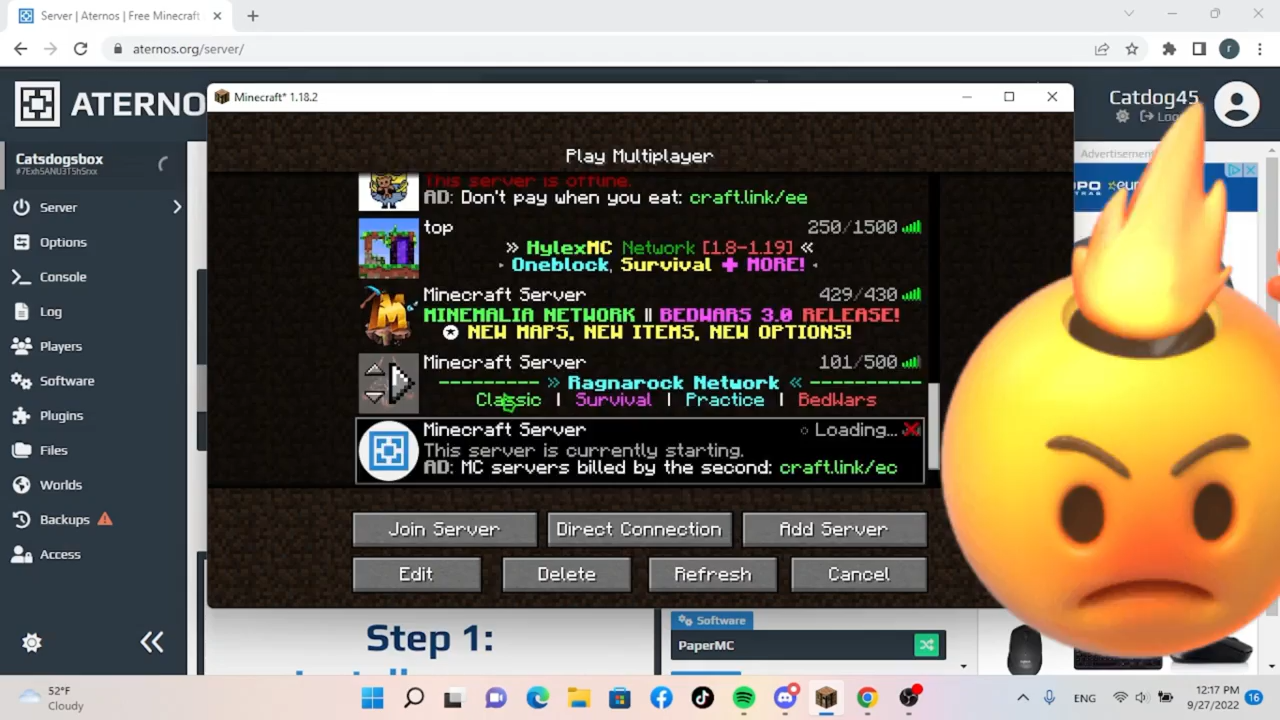 Server | Aternos | Free Minecraft
aternos.org/server/
r
ATERNOS
Catdog45
Catsdogsbox
Server
Options
Console
Log
Players
Software
Plugins
Files
Worlds
Backups
Access
Minecraft* 1.18.2
Play Multiplayer
This server is offline.
AD: Don't pay when you eat: craft.link/ee
top 250/1500
» HylexMC Network [1.8-1.19] «
Oneblock, Survival + MORE!
Minecraft Server 429/430
MINEMALIA NETWORK || BEDWARS 3.0 RELEASE!
NEW MAPS, NEW ITEMS, NEW OPTIONS!
Minecraft Server 101/500
--------- » Ragnarock Network « ----------
Classic | Survival | Practice | BedWars
Minecraft Server Loading...
This server is currently starting.
AD: MC servers billed by the second: craft.link/ec
Join Server Direct Connection Add Server
Edit Delete Refresh Cancel
Step 1:
Software
PaperMC
52°F
Cloudy
ENG
12:17 PM
9/27/2022
16